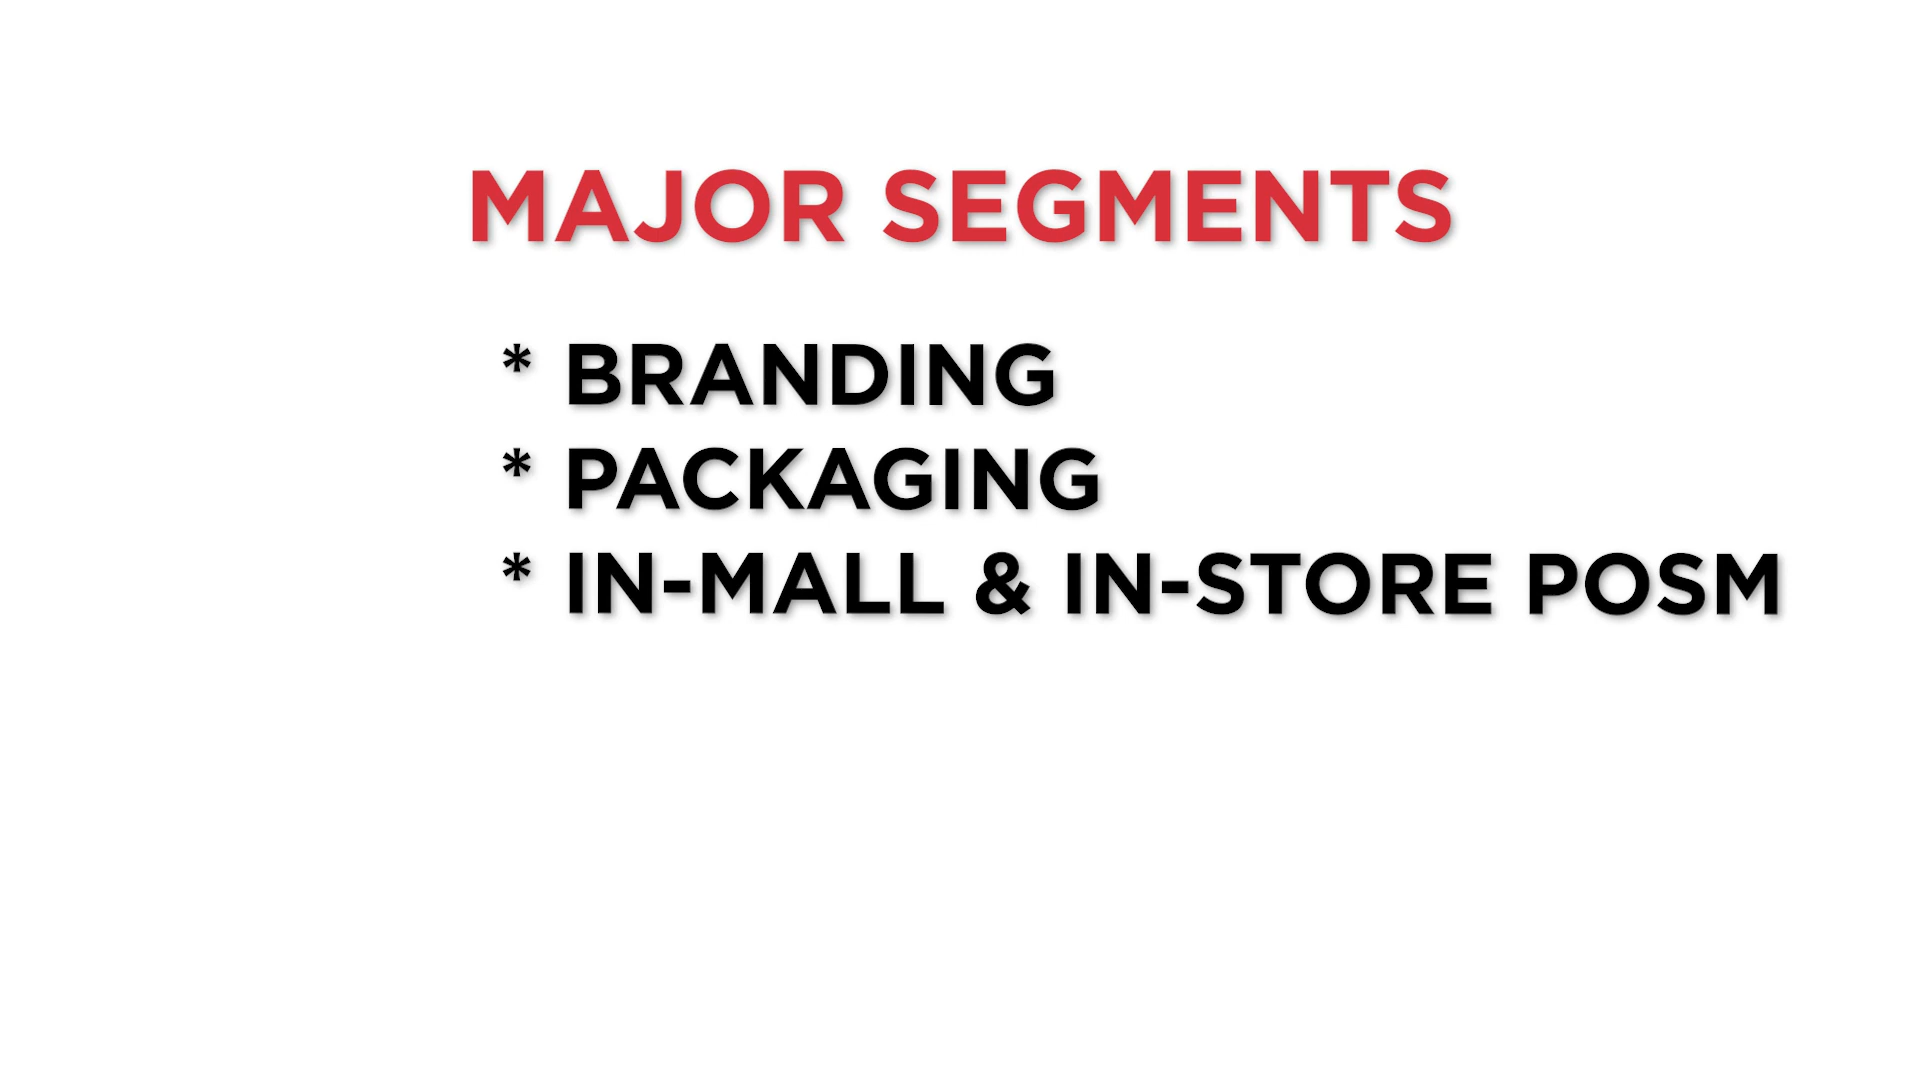 MAJOR SEGMENTS
* BRANDING
* PACKAGING
* IN-MALL & IN-STORE POSM